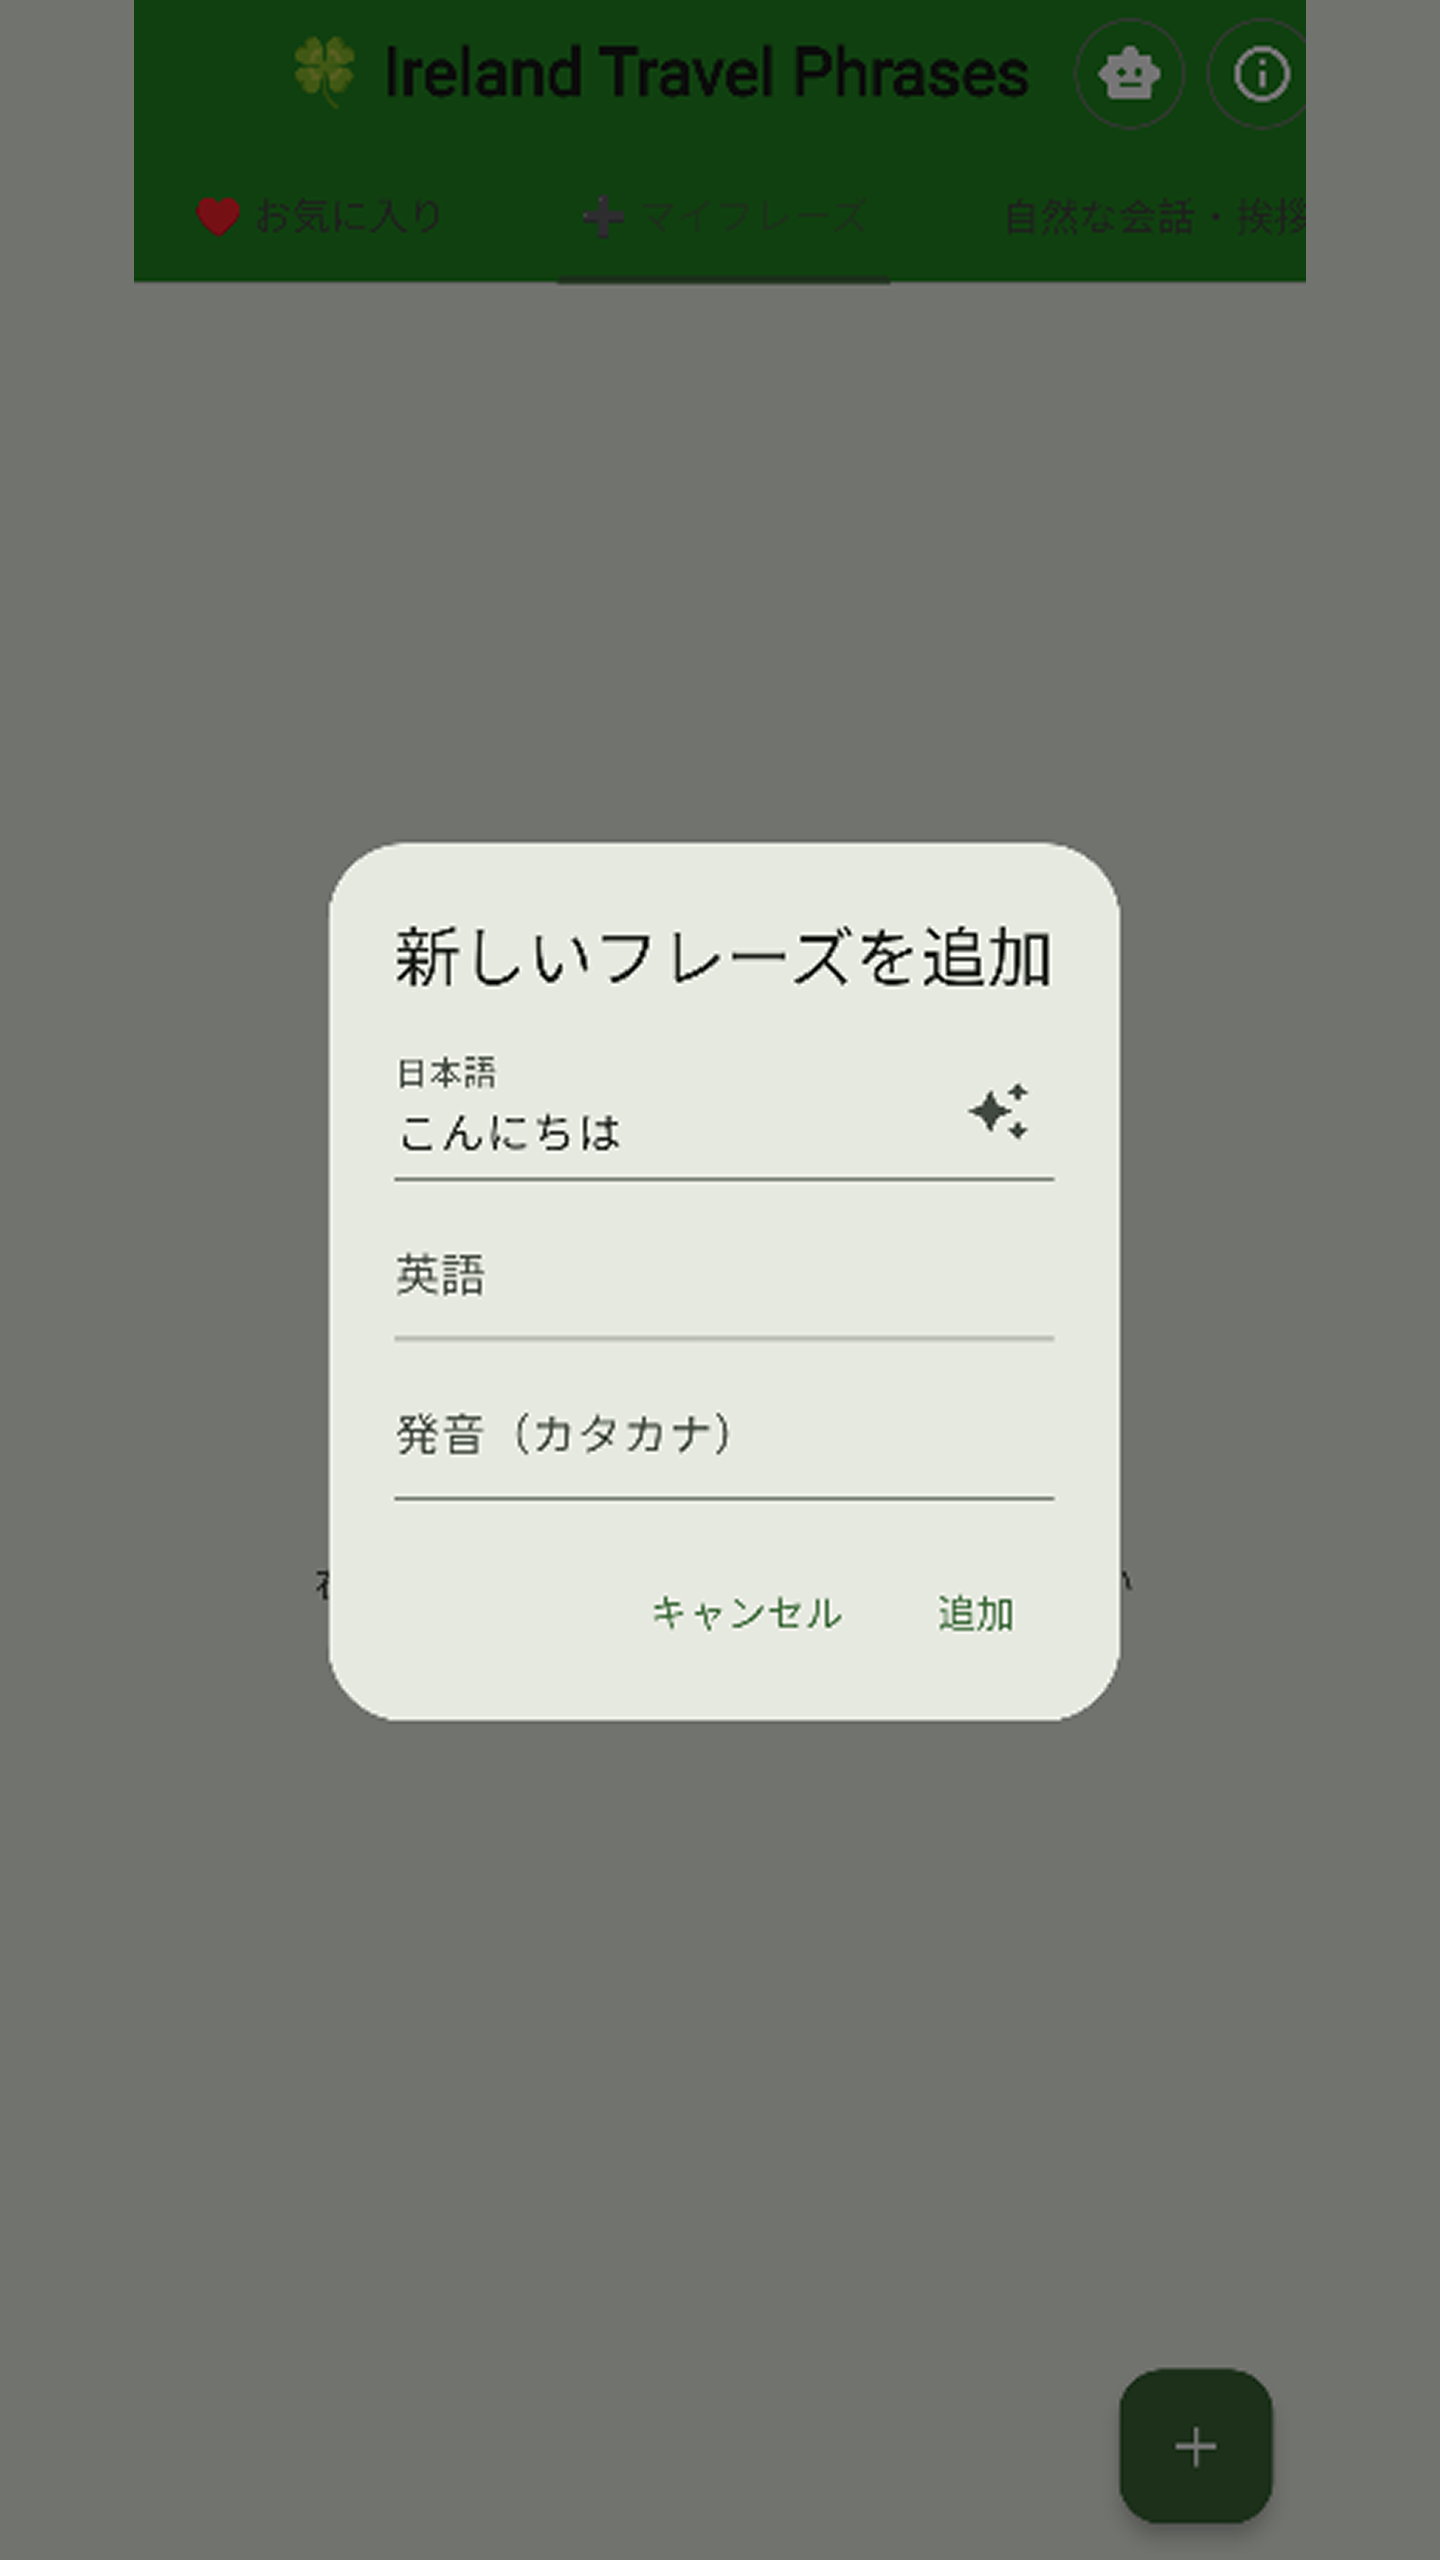 Ireland Travel Phrases
お気に入り
マイフレーズ
自然な会話・挨拶
新しいフレーズを追加
日本語
こんにちは
英語
発音（カタカナ）
キャンセル
追加